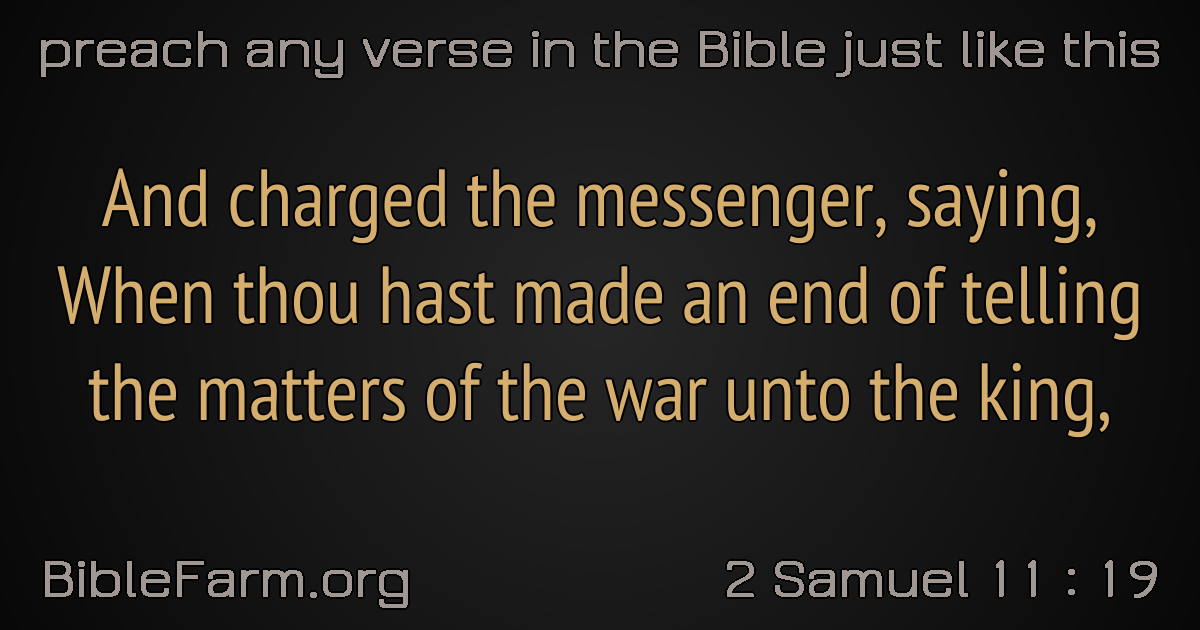 preach any verse in the Bible just like this
And charged the messenger, saying,
When thou hast made an end of telling
the matters of the war unto the king,
BibleFarm.org
2 Samuel 11 : 19